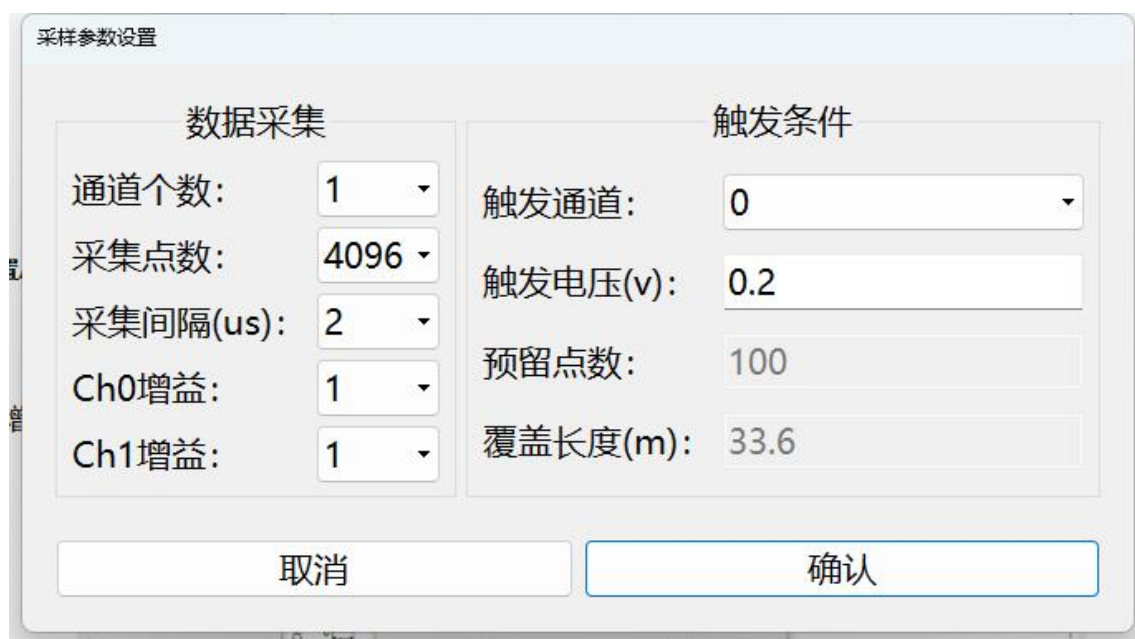 采样参数设置
数据采集
通道个数: 1
采集点数: 4096
采集间隔(us): 2
Ch0增益: 1
Ch1增益: 1
触发条件
触发通道: 0
触发电压(v): 0.2
预留点数: 100
覆盖长度(m): 33.6
取消
确认